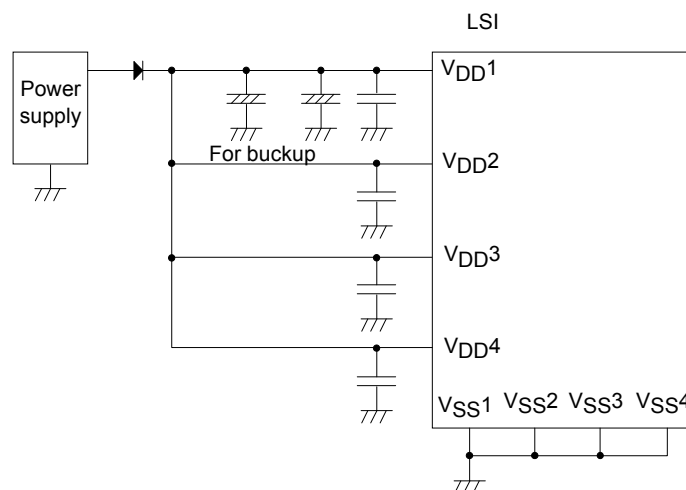 LSI
Power
supply
VDD1
For buckup
VDD2
VDD3
VDD4
VSS1 VSS2 VSS3 VSS4